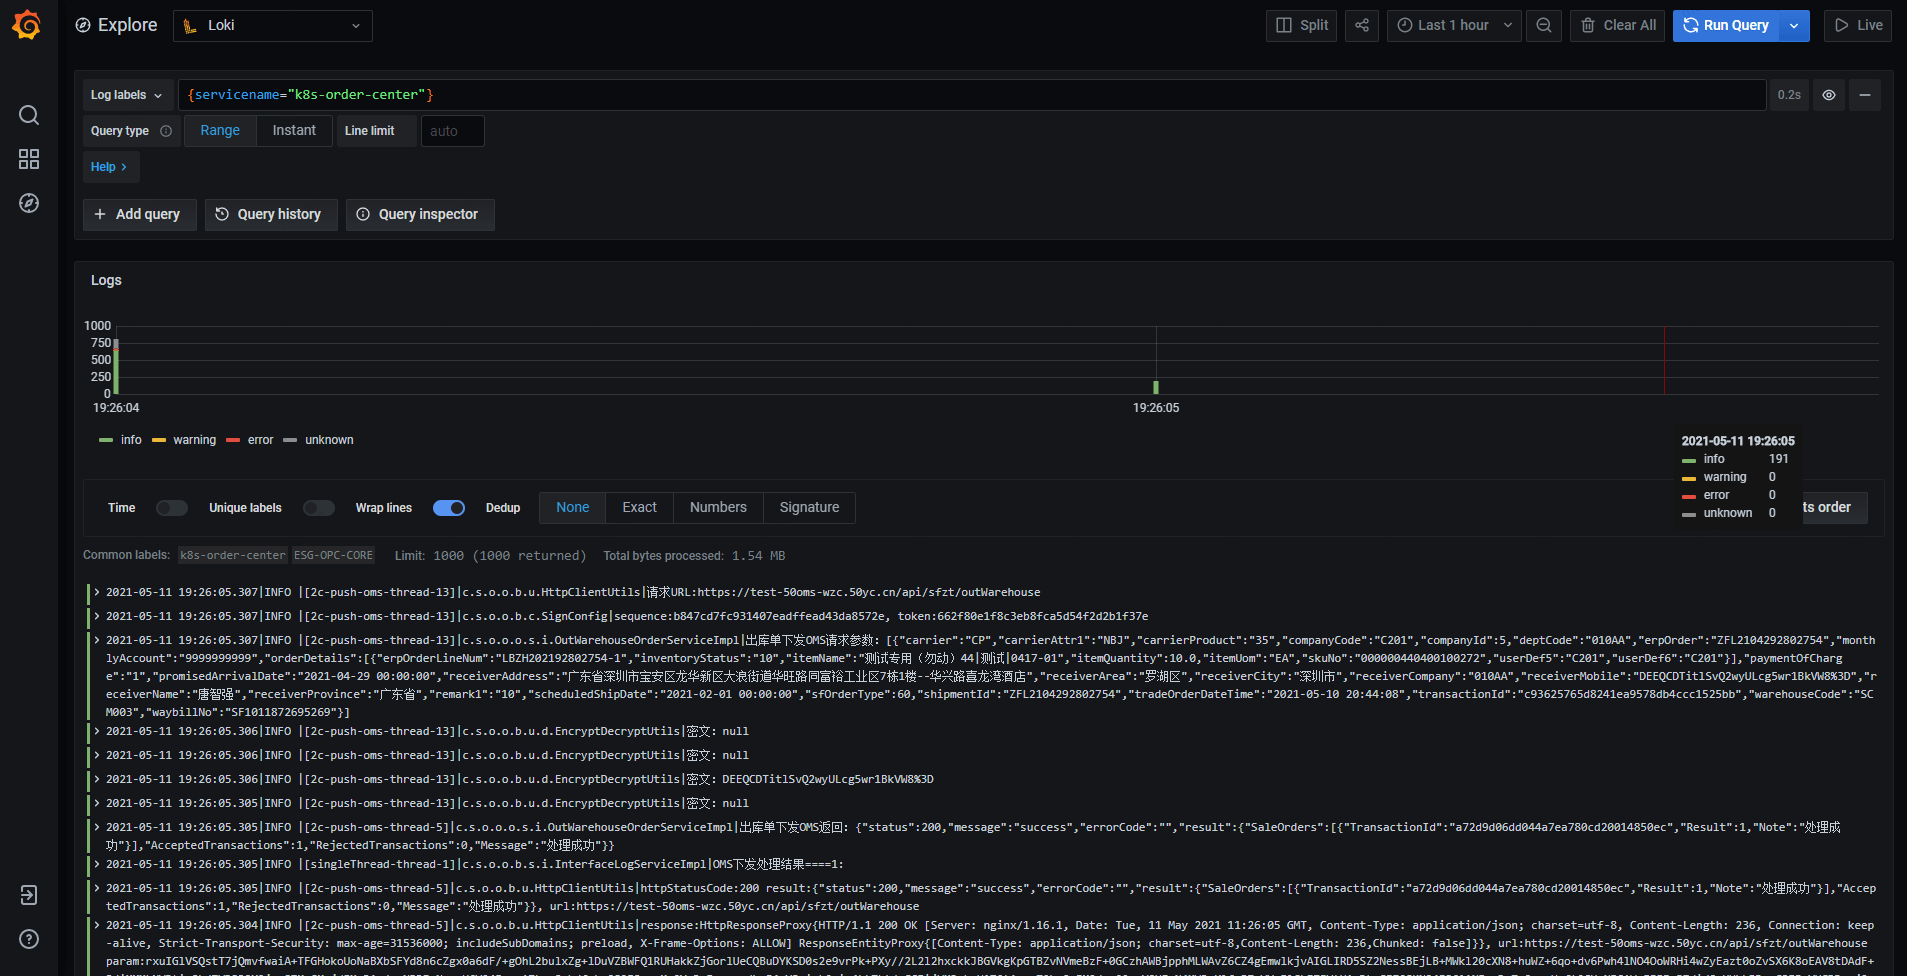 Explore Loki Split Last 1 hour Clear All Run Query Live
Log labels {servicename="k8s-order-center"} 0.2s
Query type Range Instant Line limit auto
Help >
+ Add query Query history Query inspector
Logs
1000
750
500
250
0
19:26:04 19:26:05
info warning error unknown
2021-05-11 19:26:05
info 191
warning 0
error 0
unknown 0
Time Unique labels Wrap lines Dedup None Exact Numbers Signature ts order
Common labels: k8s-order-center ESG-OPC-CORE Limit: 1000 (1000 returned) Total bytes processed: 1.54 MB
> 2021-05-11 19:26:05.307|INFO |[2c-push-oms-thread-13]|c.s.o.o.b.u.HttpClientUtils|请求URL:https://test-50oms-wzc.50yc.cn/api/sfzt/outWarehouse
> 2021-05-11 19:26:05.307|INFO |[2c-push-oms-thread-13]|c.s.o.o.b.c.SignConfig|sequence:b847cd7fc931407eadffead43da8572e, token:662f80e1f8c3eb8fca5d54f2d2b1f37e
> 2021-05-11 19:26:05.307|INFO |[2c-push-oms-thread-13]|c.s.o.o.o.s.i.OutWarehouseOrderServiceImpl|出库单下发OMS请求参数：[{"carrier":"CP","carrierAttr1":"NBJ","carrierProduct":"35","companyCode":"C201","companyId":5,"deptCode":"010AA","erpOrder":"ZFL2104292802754","month
lyAccount":"9999999999","orderDetails":[{"erpOrderLineNum":"LBZH202192802754-1","inventoryStatus":"10","itemName":"测试专用（勿动）44|测试|0417-01","itemQuantity":10.0,"itemUom":"EA","skuNo":"000000440400100272","userDef5":"C201","userDef6":"C201"}],"paymentOfCharg
e":"1","promisedArrivalDate":"2021-04-29 00:00:00","receiverAddress":"广东省深圳市宝安区龙华新区大浪街道华旺路同富裕工业区7栋1楼--华兴路喜龙湾酒店","receiverArea":"罗湖区","receiverCity":"深圳市","receiverCompany":"010AA","receiverMobile":"DEEQCDTitlSvQ2wyULcg5wr1BkVW8%3D","r
eceiverName":"唐智强","receiverProvince":"广东省","remark1":"10","scheduledShipDate":"2021-02-01 00:00:00","sfOrderType":60,"shipmentId":"ZFL2104292802754","tradeOrderDateTime":"2021-05-10 20:44:08","transactionId":"c93625765d8241ea9578db4ccc1525bb","warehouseCode":"SC
M003","waybillNo":"SF1011872695269"}]
> 2021-05-11 19:26:05.306|INFO |[2c-push-oms-thread-13]|c.s.o.o.b.u.d.EncryptDecryptUtils|密文：null
> 2021-05-11 19:26:05.306|INFO |[2c-push-oms-thread-13]|c.s.o.o.b.u.d.EncryptDecryptUtils|密文：null
> 2021-05-11 19:26:05.306|INFO |[2c-push-oms-thread-13]|c.s.o.o.b.u.d.EncryptDecryptUtils|密文：DEEQCDTitlSvQ2wyULcg5wr1BkVW8%3D
> 2021-05-11 19:26:05.305|INFO |[2c-push-oms-thread-13]|c.s.o.o.b.u.d.EncryptDecryptUtils|密文：null
> 2021-05-11 19:26:05.305|INFO |[2c-push-oms-thread-5]|c.s.o.o.o.s.i.OutWarehouseOrderServiceImpl|出库单下发OMS返回：{"status":200,"message":"success","errorCode":"","result":{"SaleOrders":[{"TransactionId":"a72d9d06dd044a7ea780cd20014850ec","Result":1,"Note":"处理成
功"}],"AcceptedTransactions":1,"RejectedTransactions":0,"Message":"处理成功"}}
> 2021-05-11 19:26:05.305|INFO |[singleThread-thread-1]|c.s.o.o.b.s.i.InterfaceLogServiceImpl|OMS下发处理结果====1:
> 2021-05-11 19:26:05.305|INFO |[2c-push-oms-thread-5]|c.s.o.o.b.u.HttpClientUtils|httpStatusCode:200 result:{"status":200,"message":"success","errorCode":"","result":{"SaleOrders":[{"TransactionId":"a72d9d06dd044a7ea780cd20014850ec","Result":1,"Note":"处理成功"}],"Accep
tedTransactions":1,"RejectedTransactions":0,"Message":"处理成功"}}, url:https://test-50oms-wzc.50yc.cn/api/sfzt/outWarehouse
> 2021-05-11 19:26:05.304|INFO |[2c-push-oms-thread-5]|c.s.o.o.b.u.HttpClientUtils|response:HttpResponseProxy{HTTP/1.1 200 OK [Server: nginx/1.16.1, Date: Tue, 11 May 2021 11:26:05 GMT, Content-Type: application/json; charset=utf-8, Content-Length: 236, Connection: keep
-alive, Strict-Transport-Security: max-age=31536000; includeSubDomains; preload, X-Frame-Options: ALLOW] ResponseEntityProxy{[Content-Type: application/json; charset=utf-8,Content-Length: 236,Chunked: false]}}, url:https://test-50oms-wzc.50yc.cn/api/sfzt/outWarehouse